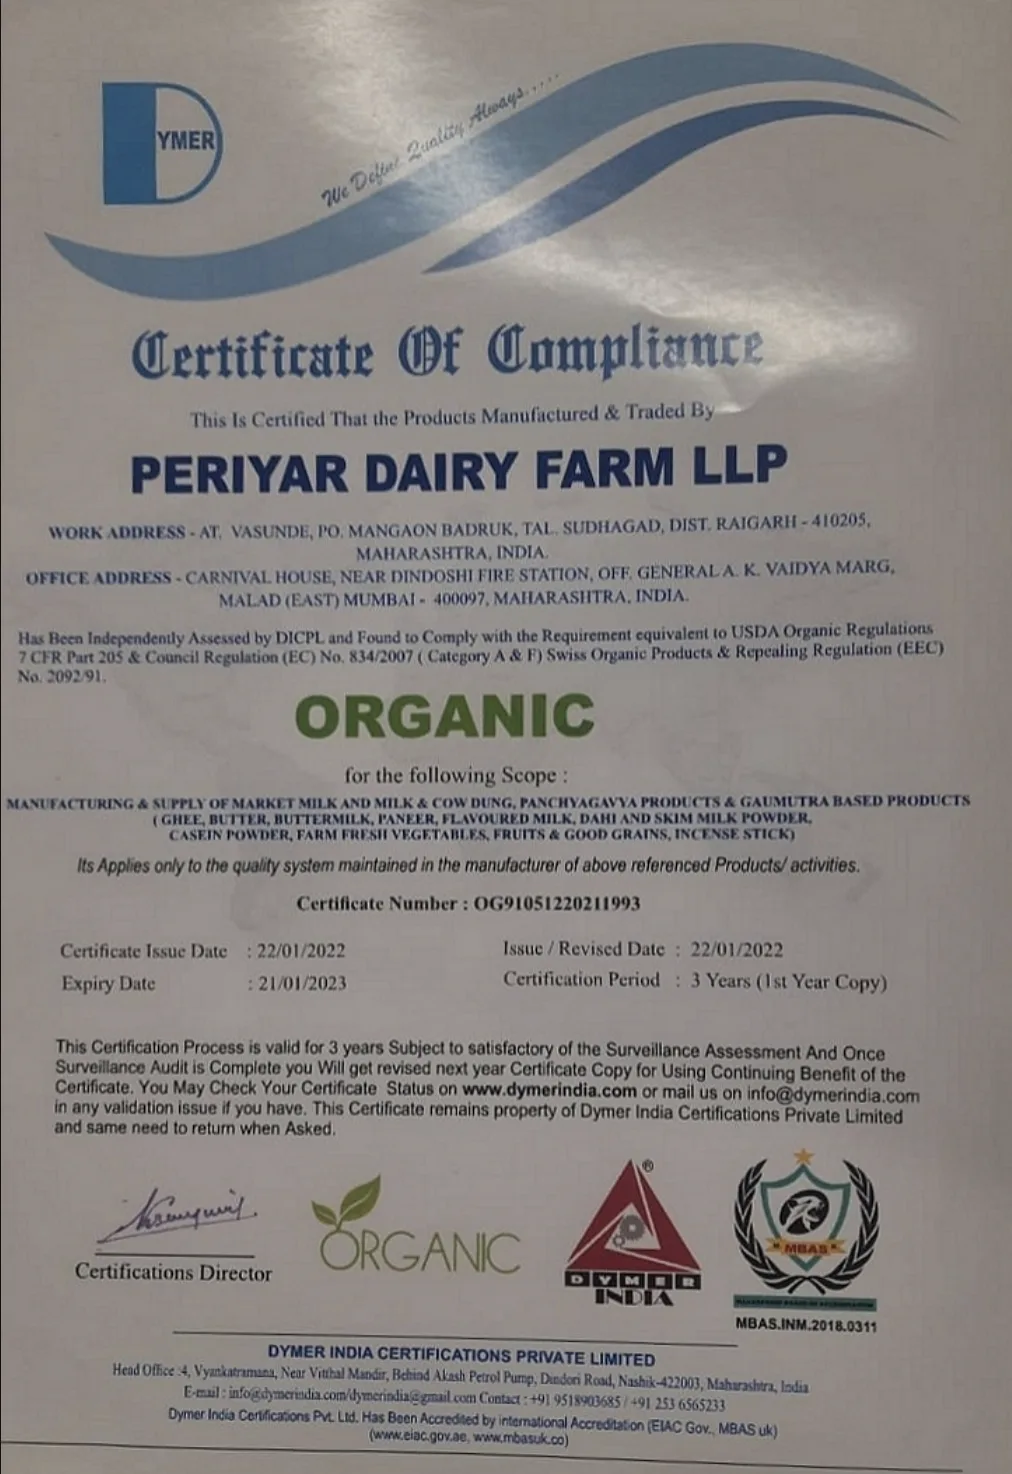 DYMER
We Define Quality Always.....
Certificate Of Compliance
This Is Certified That the Products Manufactured & Traded By
PERIYAR DAIRY FARM LLP
WORK ADDRESS - AT. VASUNDE, PO. MANGAON BADRUK, TAL. SUDHAGAD, DIST. RAIGARH - 410205,
MAHARASHTRA, INDIA.
OFFICE ADDRESS - CARNIVAL HOUSE, NEAR DINDOSHI FIRE STATION, OFF. GENERAL A. K. VAIDYA MARG,
MALAD (EAST) MUMBAI - 400097, MAHARASHTRA, INDIA.
Has Been Independently Assessed by DICPL and Found to Comply with the Requirement equivalent to USDA Organic Regulations
7 CFR Part 205 & Council Regulation (EC) No. 834/2007 ( Category A & F) Swiss Organic Products & Repealing Regulation (EEC)
No. 2092/91.
ORGANIC
for the following Scope :
MANUFACTURING & SUPPLY OF MARKET MILK AND MILK & COW DUNG, PANCHYAGAVYA PRODUCTS & GAUMUTRA BASED PRODUCTS
( GHEE, BUTTER, BUTTERMILK, PANEER, FLAVOURED MILK, DAHI AND SKIM MILK POWDER,
CASEIN POWDER, FARM FRESH VEGETABLES, FRUITS & GOOD GRAINS, INCENSE STICK)
Its Applies only to the quality system maintained in the manufacturer of above referenced Products/ activities.
Certificate Number : OG91051220211993
Certificate Issue Date : 22/01/2022 Issue / Revised Date : 22/01/2022
Expiry Date : 21/01/2023 Certification Period : 3 Years (1st Year Copy)
This Certification Process is valid for 3 years Subject to satisfactory of the Surveillance Assessment And Once
Surveillance Audit is Complete you Will get revised next year Certificate Copy for Using Continuing Benefit of the
Certificate. You May Check Your Certificate Status on www.dymerindia.com or mail us on info@dymerindia.com
in any validation issue if you have. This Certificate remains property of Dymer India Certifications Private Limited
and same need to return when Asked.
Certifications Director
ORGANIC
®
DYMER
INDIA
MBAS
MBAS.INM.2018.0311
DYMER INDIA CERTIFICATIONS PRIVATE LIMITED
Head Office :4, Vyankatramana, Near Vitthal Mandir, Behind Akash Petrol Pump, Dindori Road, Nashik-422003, Maharashtra, India
E-mail : info@dymerindia.com/dymerindia@gmail.com Contact : +91 9518903685 / +91 253 6565233
Dymer India Certifications Pvt. Ltd. Has Been Accredited by international Accreditation (EIAC Gov., MBAS uk)
(www.eiac.gov.ae, www.mbasuk.co)